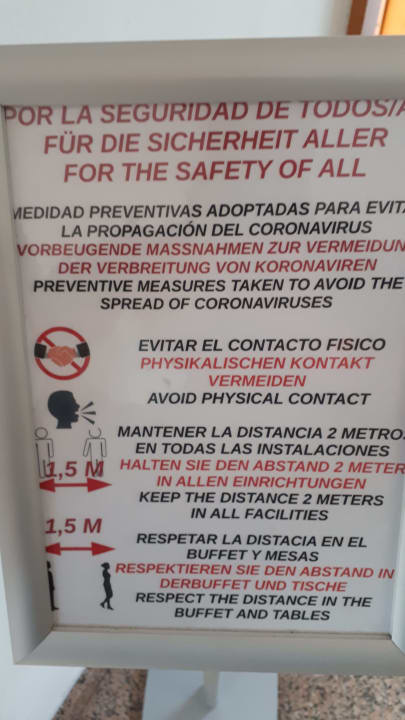 POR LA SEGURIDAD DE TODOS/A
FÜR DIE SICHERHEIT ALLER
FOR THE SAFETY OF ALL
MEDIDAD PREVENTIVAS ADOPTADAS PARA EVITA
LA PROPAGACIÓN DEL CORONAVIRUS
VORBEUGENDE MASSNAHMEN ZUR VERMEIDUN
DER VERBREITUNG VON KORONAVIREN
PREVENTIVE MEASURES TAKEN TO AVOID THE
SPREAD OF CORONAVIRUSES
EVITAR EL CONTACTO FISICO
PHYSIKALISCHEN KONTAKT
VERMEIDEN
AVOID PHYSICAL CONTACT
MANTENER LA DISTANCIA 2 METRO
EN TODAS LAS INSTALACIONES
1,5 M
HALTEN SIE DEN ABSTAND 2 METER
IN ALLEN EINRICHTUNGEN
KEEP THE DISTANCE 2 METERS
IN ALL FACILITIES
1,5 M
RESPETAR LA DISTACIA EN EL
BUFFET Y MESAS
RESPEKTIEREN SIE DEN ABSTAND IN
DERBUFFET UND TISCHE
RESPECT THE DISTANCE IN THE
BUFFET AND TABLES